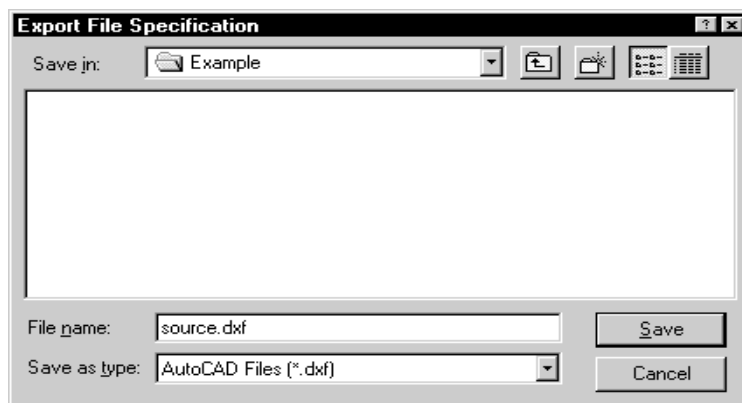 Export File Specification
Save in: Example
File name: source.dxf Save
Save as type: AutoCAD Files (*.dxf) Cancel